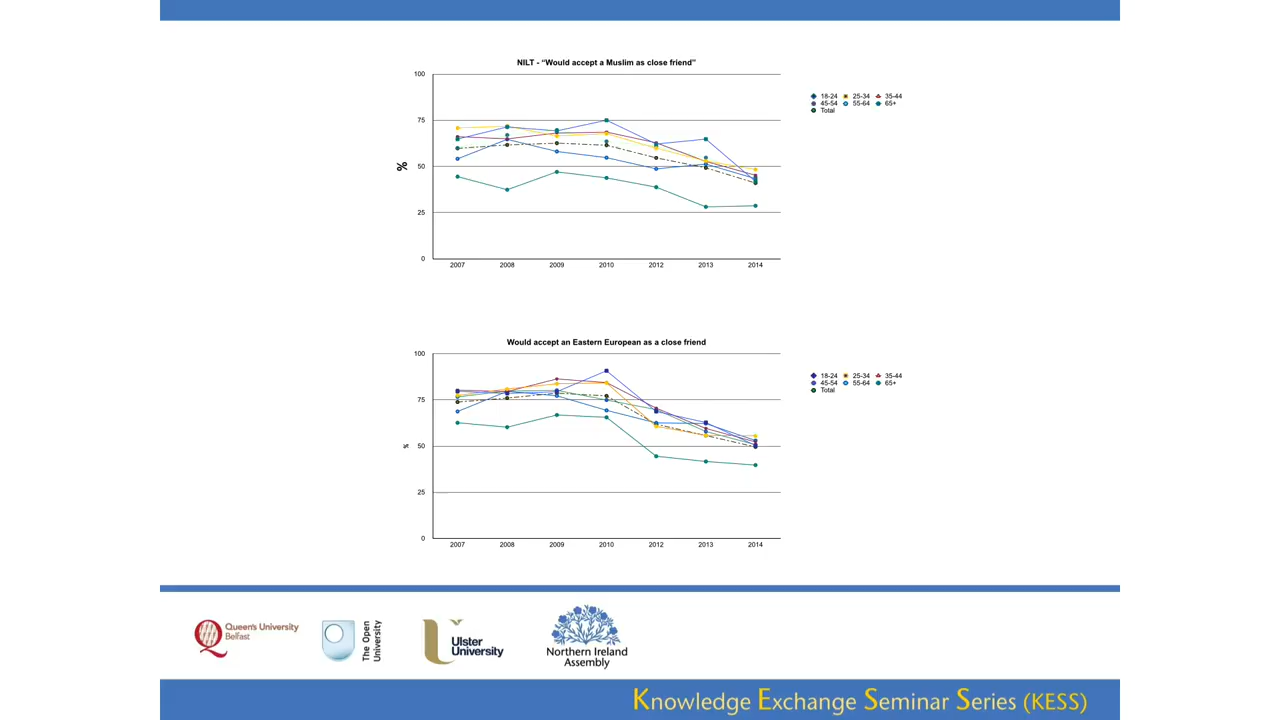 NILT - “Would accept a Muslim as close friend”
100
75
50
25
0
%
2007 2008 2009 2010 2012 2013 2014
18-24 25-34 35-44
45-54 55-64 65+
Total
Would accept an Eastern European as a close friend
100
75
50
25
0
%
2007 2008 2009 2010 2012 2013 2014
18-24 25-34 35-44
45-54 55-64 65+
Total
Queen's University
Belfast
The Open
University
Ulster
University
Northern Ireland
Assembly
Knowledge Exchange Seminar Series (KESS)